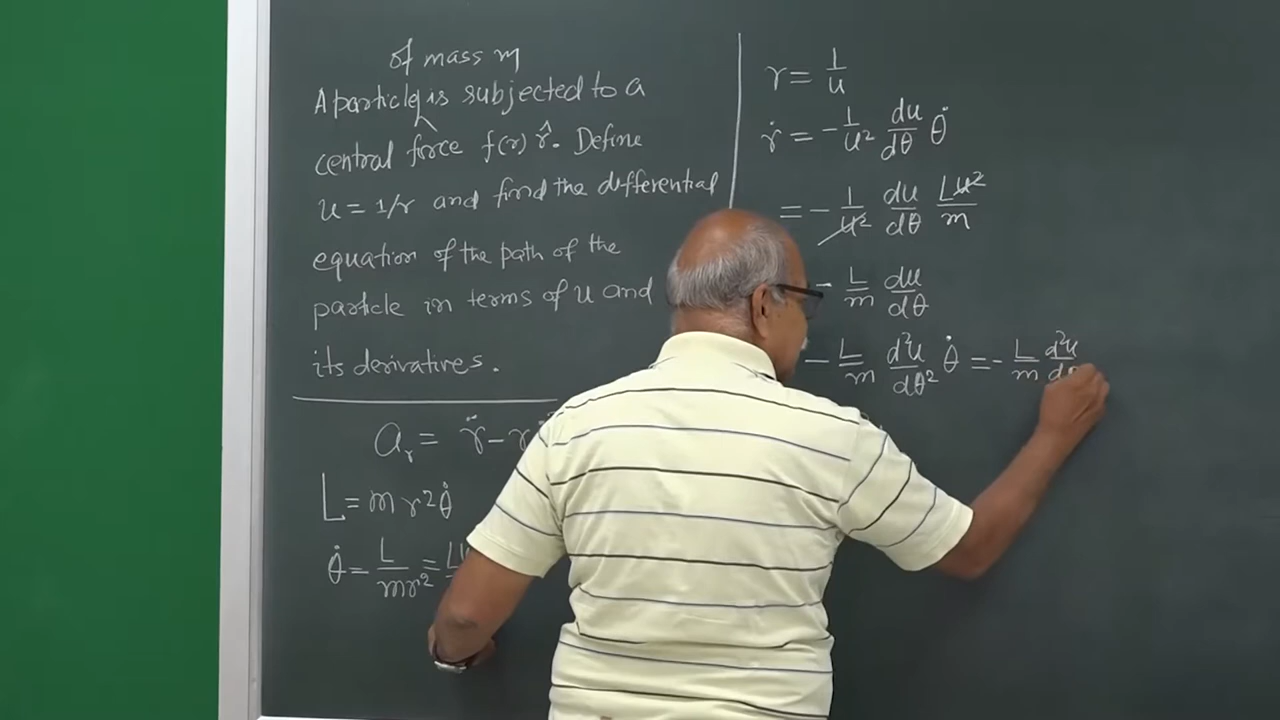 of mass m
A particle is subjected to a
central force f(r) r̂. Define
u = 1/r and find the differential
equation of the path of the
particle in terms of u and
its derivatives.
aᵣ = r̈ - r
L = m r² θ̇
θ̇ = L/mr² = L
r = 1/u
ṙ = - 1/u² du/dθ θ̇
= - 1/u² du/dθ Lu²/m
- L/m du/dθ
- L/m d²u/dθ² θ̇ = - L/m d²u/